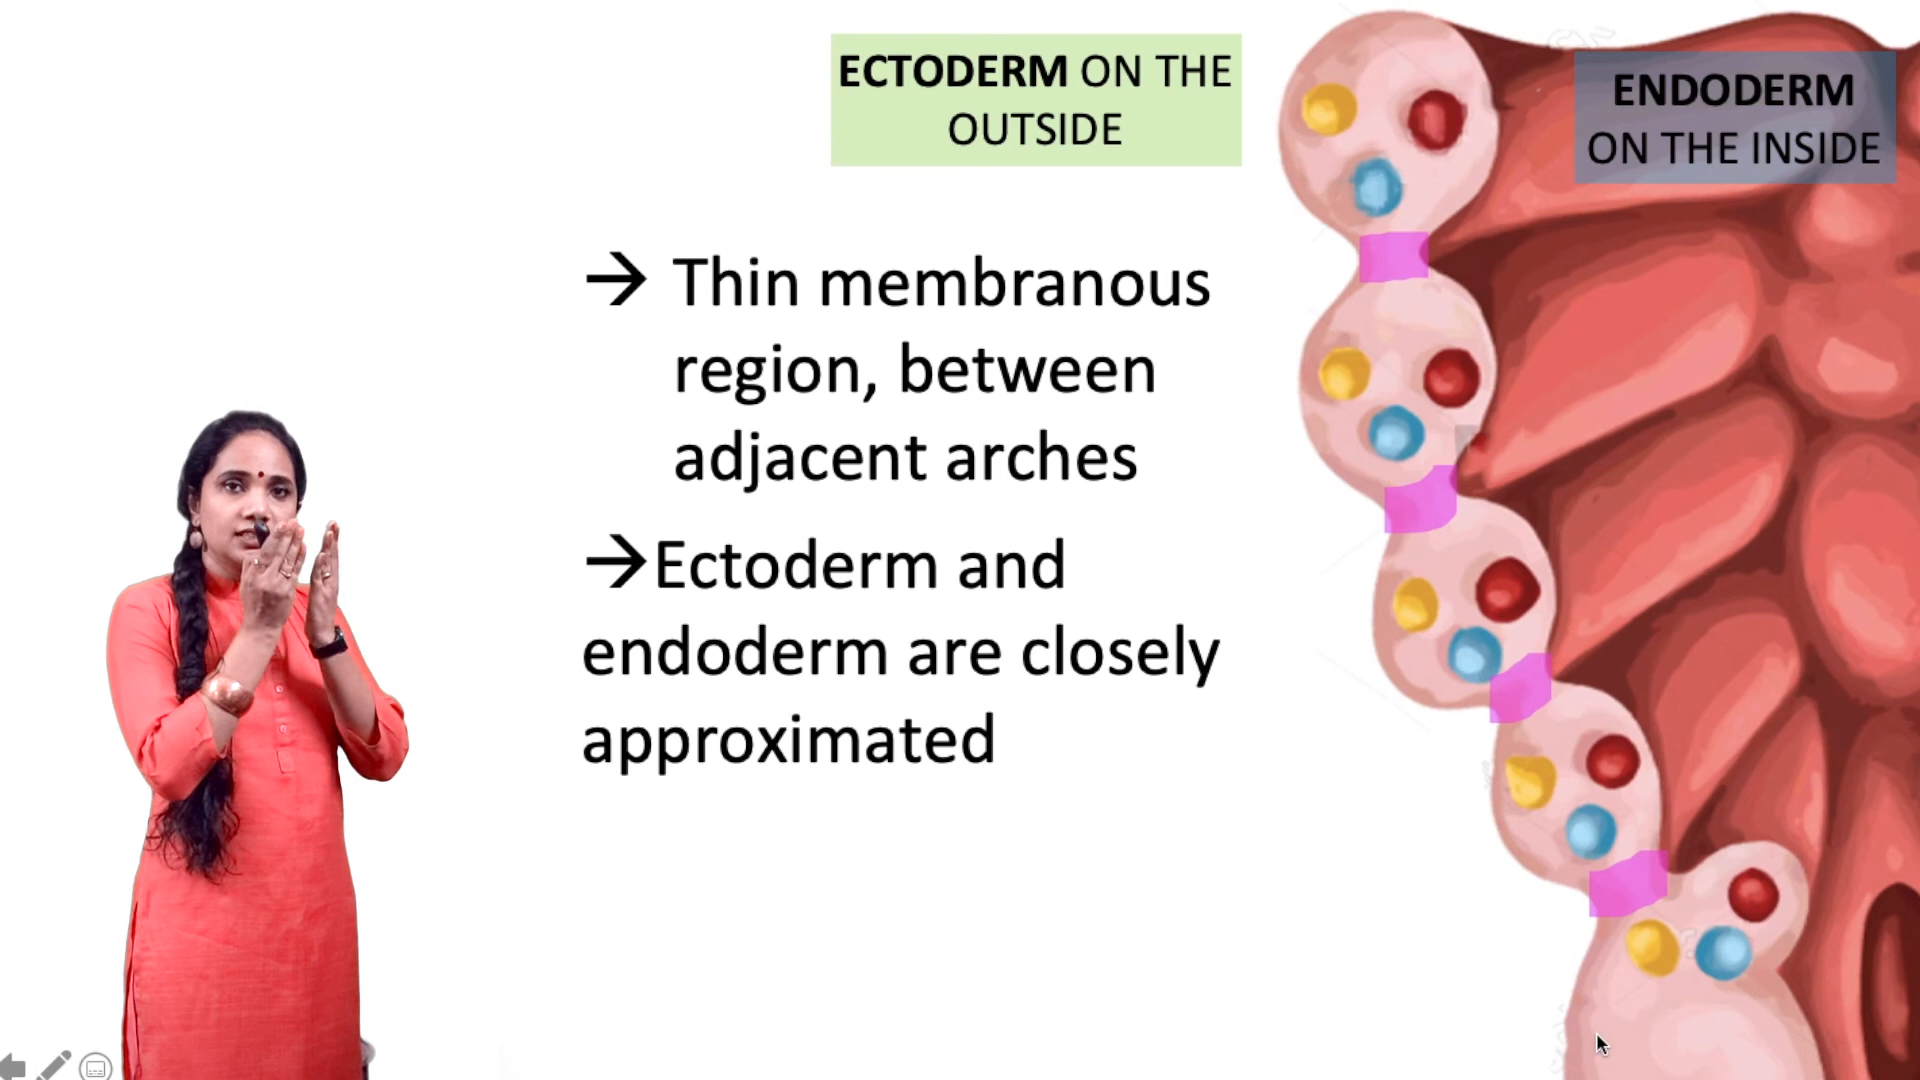 ECTODERM ON THE
OUTSIDE
ENDODERM
ON THE INSIDE
→ Thin membranous
region, between
adjacent arches
→Ectoderm and
endoderm are closely
approximated